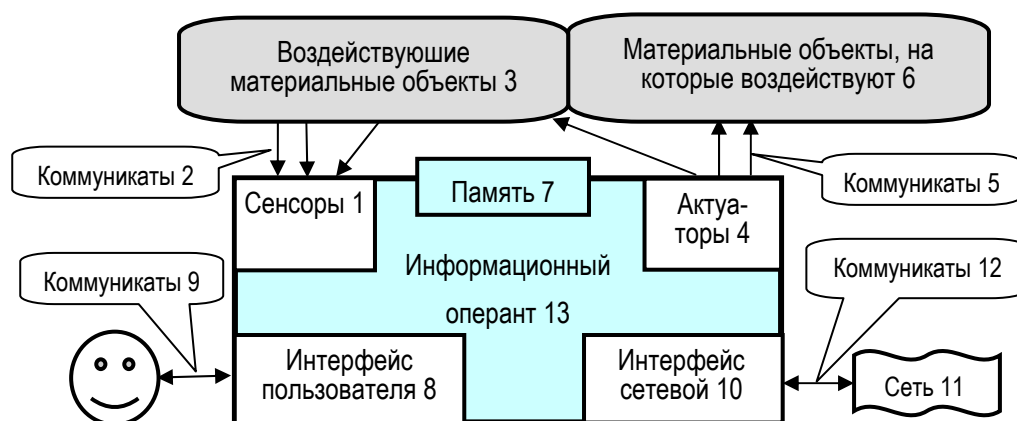 Воздействуюшие
материальные объекты 3
Материальные объекты, на
которые воздействуют 6
Коммуникаты 2
Коммуникаты 5
Сенсоры 1
Память 7
Актуа-
торы 4
Коммуникаты 9
Информационный
оперант 13
Коммуникаты 12
Интерфейс
пользователя 8
Интерфейс
сетевой 10
Сеть 11